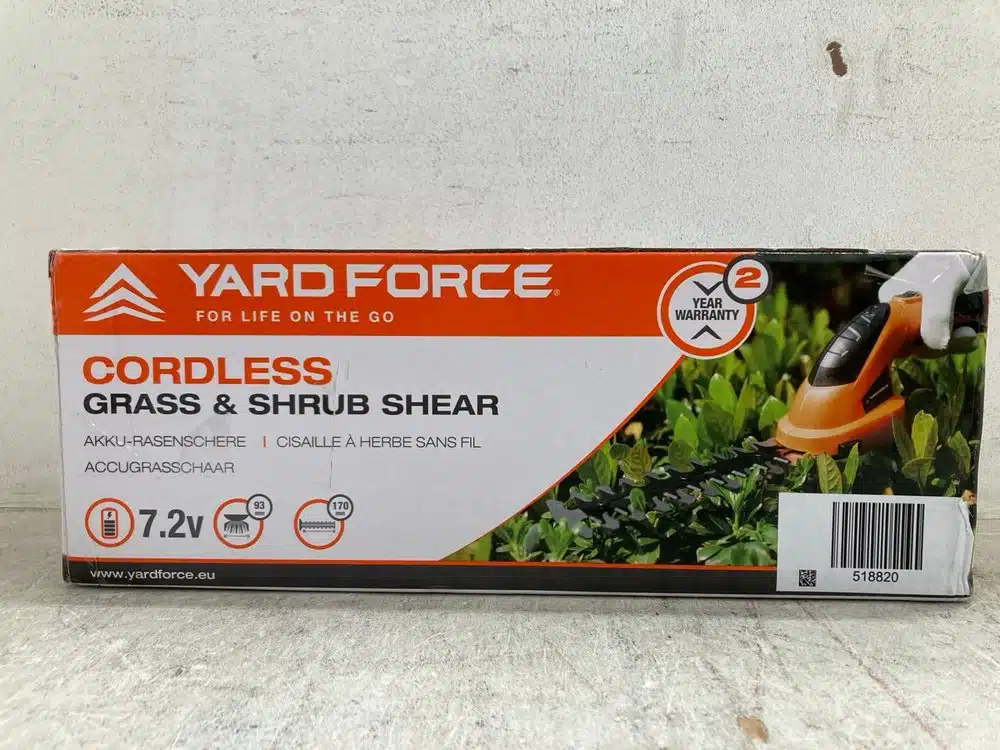 YARD FORCE®
FOR LIFE ON THE GO
2
YEAR
WARRANTY
CORDLESS
GRASS & SHRUB SHEAR
AKKU-RASENSCHERE | CISAILLE À HERBE SANS FIL
ACCUGRASSCHAAR
7.2v 93 170
www.yardforce.eu
518820